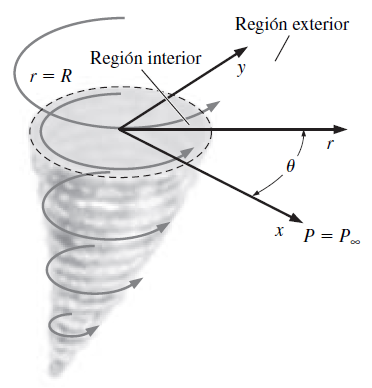 Región exterior
Región interior
y
r = R
r
θ
x
P = P∞